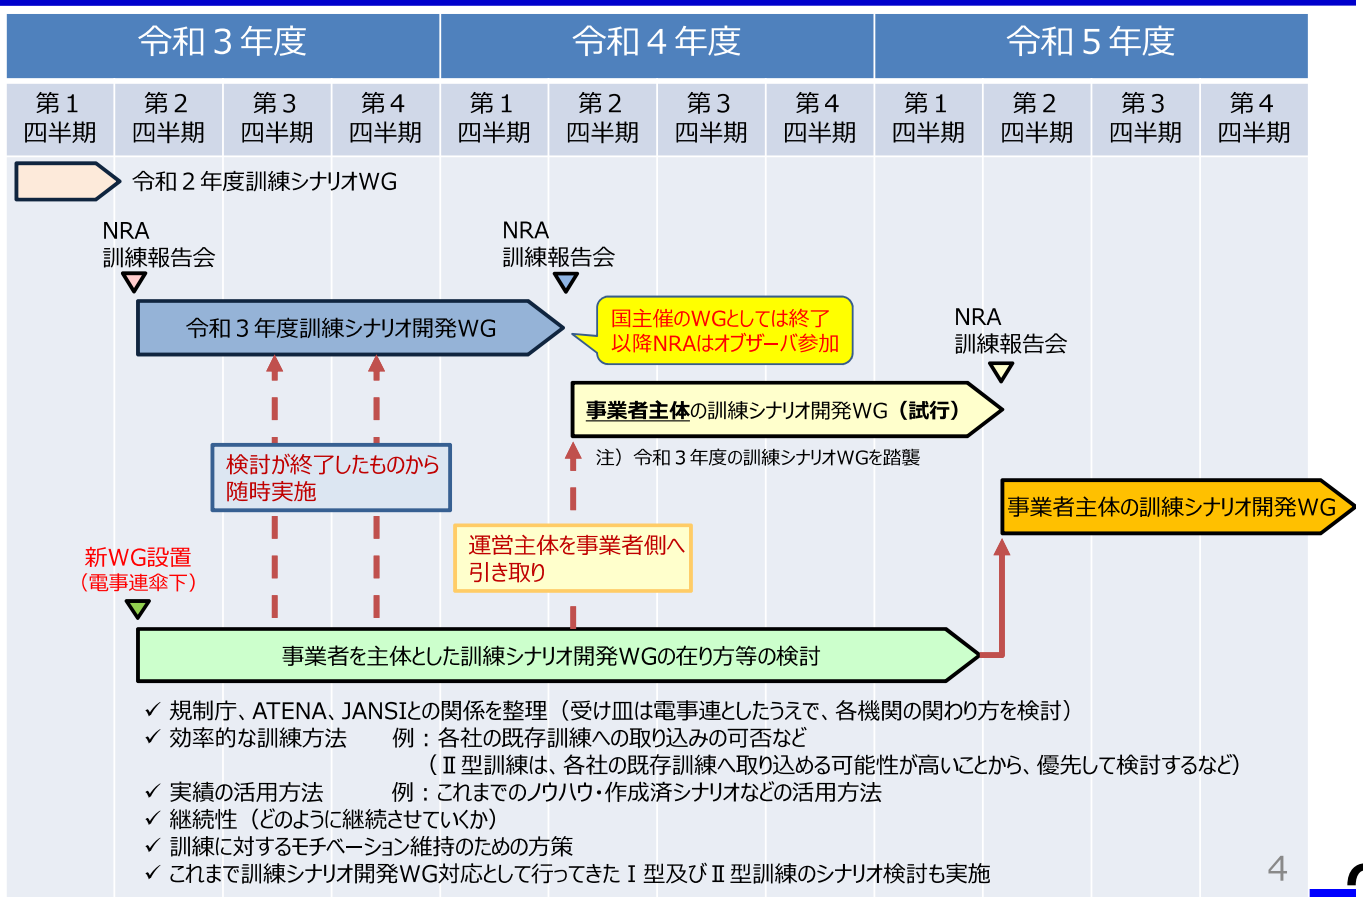 令和３年度 令和４年度 令和５年度
第１ 第２ 第３ 第４ 第１ 第２ 第３ 第４ 第１ 第２ 第３ 第４
四半期 四半期 四半期 四半期 四半期 四半期 四半期 四半期 四半期 四半期 四半期 四半期
令和２年度訓練シナリオWG
NRA
訓練報告会
NRA
訓練報告会
令和３年度訓練シナリオ開発WG
国主催のWGとしては終了
以降NRAはオブザーバ参加
NRA
訓練報告会
事業者主体の訓練シナリオ開発WG（試行）
注）令和３年度の訓練シナリオWGを踏襲
検討が終了したものから
随時実施
事業者主体の訓練シナリオ開発WG
運営主体を事業者側へ
引き取り
新WG設置
（電事連傘下）
事業者を主体とした訓練シナリオ開発WGの在り方等の検討
✓ 規制庁、ATENA、JANSIとの関係を整理（受け皿は電事連としたうえで、各機関の関わり方を検討）
✓ 効率的な訓練方法　　例：各社の既存訓練への取り込みの可否など
（Ⅱ型訓練は、各社の既存訓練へ取り込める可能性が高いことから、優先して検討するなど）
✓ 実績の活用方法　　　例：これまでのノウハウ・作成済シナリオなどの活用方法
✓ 継続性（どのように継続させていくか）
✓ 訓練に対するモチベーション維持のための方策
✓ これまで訓練シナリオ開発WG対応として行ってきたⅠ型及びⅡ型訓練のシナリオ検討も実施
4